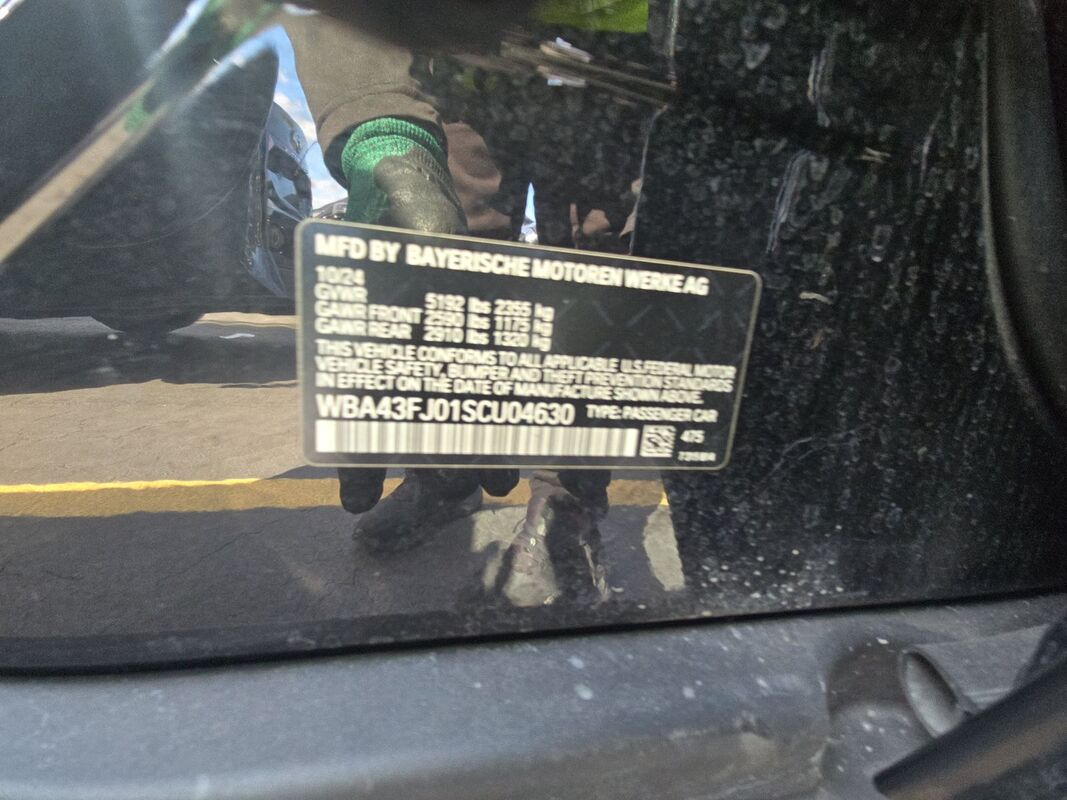 MFD BY BAYERISCHE MOTOREN WERKE AG
10/24
GVWR 5192 lbs 2355 kg
GAWR FRONT 2590 lbs 1175 kg
GAWR REAR 2910 lbs 1320 kg
THIS VEHICLE CONFORMS TO ALL APPLICABLE U.S. FEDERAL MOTOR
VEHICLE SAFETY, BUMPER AND THEFT PREVENTION STANDARDS
IN EFFECT ON THE DATE OF MANUFACTURE SHOWN ABOVE.
WBA43FJ01SCU04630 TYPE: PASSENGER CAR
475